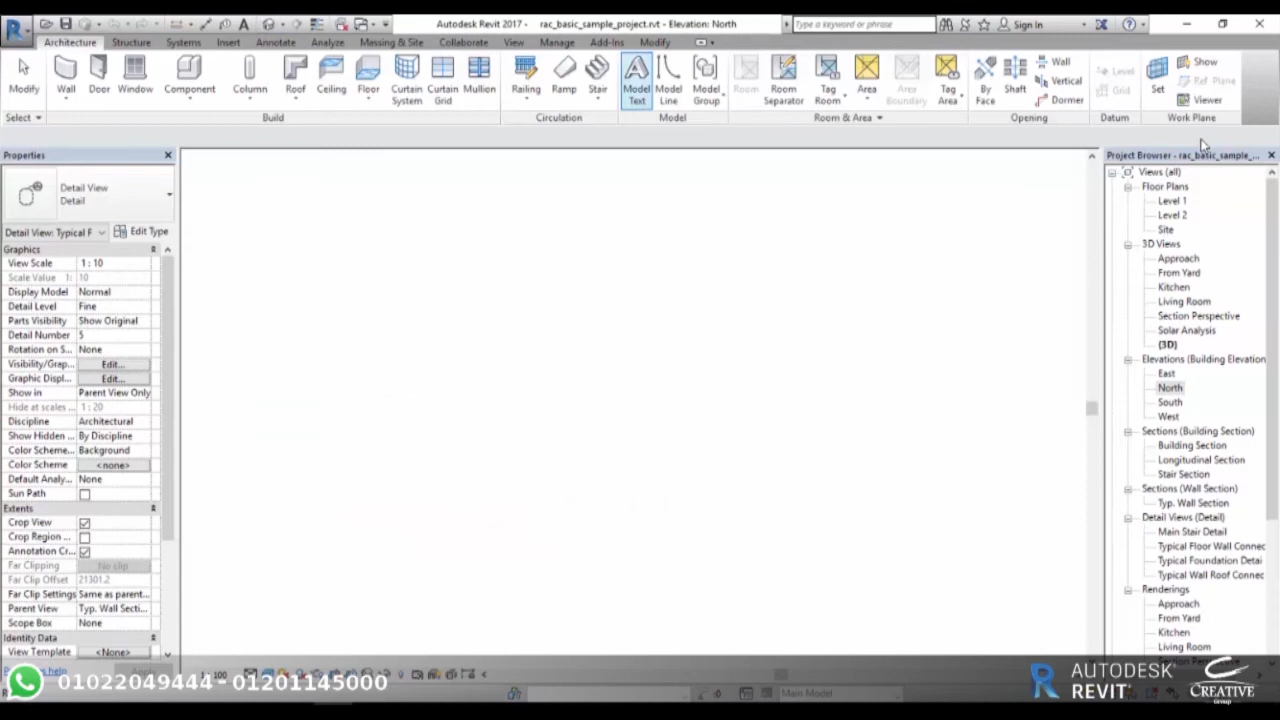 Autodesk Revit 2017 - rac_basic_sample_project.rvt - Elevation: North
Type a keyword or phrase
Sign In
Architecture Structure Systems Insert Annotate Analyze Massing & Site Collaborate View Manage Add-Ins Modify
Modify Wall Door Window Component Column Roof Ceiling Floor Curtain System Curtain Grid Mullion Railing Ramp Stair Model Text Model Line Model Group Room Room Separator Tag Room Area Area Boundary Tag Area By Face Shaft Wall Vertical Dormer Level Grid Set Show Ref Plane Viewer
Select Build Circulation Model Room & Area Opening Datum Work Plane
Properties
Detail View
Detail
Detail View: Typical F
Edit Type
Graphics
View Scale 1 : 10
Scale Value 1: 10
Display Model Normal
Detail Level Fine
Parts Visibility Show Original
Detail Number 5
Rotation on S... None
Visibility/Grap... Edit...
Graphic Displ... Edit...
Show in Parent View Only
Hide at scales ... 1 : 20
Discipline Architectural
Show Hidden ... By Discipline
Color Scheme... Background
Color Scheme <none>
Default Analy... None
Sun Path
Extents
Crop View
Crop Region ...
Annotation Cr...
Far Clipping No clip
Far Clip Offset 21301.2
Far Clip Settings Same as parent...
Parent View Typ. Wall Secti...
Scope Box None
Identity Data
View Template <None>
Project Browser - rac_basic_sample_...
Views (all)
Floor Plans
Level 1
Level 2
Site
3D Views
Approach
From Yard
Kitchen
Living Room
Section Perspective
Solar Analysis
{3D}
Elevations (Building Elevation
East
North
South
West
Sections (Building Section)
Building Section
Longitudinal Section
Stair Section
Sections (Wall Section)
Typ. Wall Section
Detail Views (Detail)
Main Stair Detail
Typical Floor Wall Connec
Typical Foundation Detai
Typical Wall Roof Connec
Renderings
Approach
From Yard
Kitchen
Living Room
Main Model
01022049444 - 01201145000
AUTODESK
REVIT
CREATIVE
Group